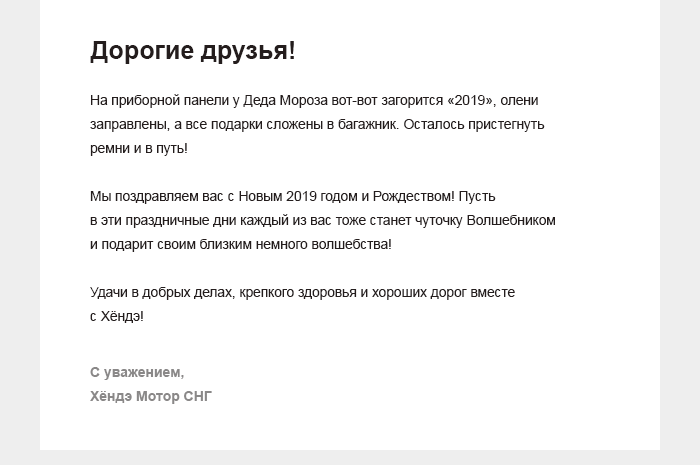 Дорогие друзья!
На приборной панели у Деда Мороза вот-вот загорится «2019», олени
заправлены, а все подарки сложены в багажник. Осталось пристегнуть
ремни и в путь!
Мы поздравляем вас с Новым 2019 годом и Рождеством! Пусть
в эти праздничные дни каждый из вас тоже станет чуточку Волшебником
и подарит своим близким немного волшебства!
Удачи в добрых делах, крепкого здоровья и хороших дорог вместе
с Хёндэ!
С уважением,
Хёндэ Мотор СНГ